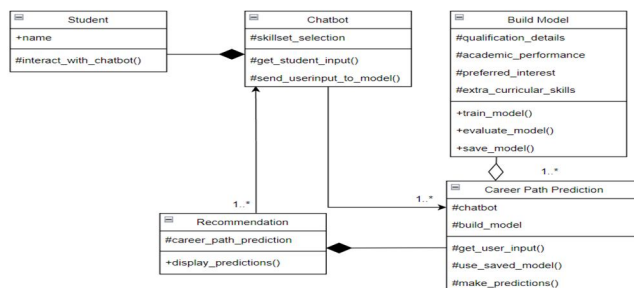 Student
+name
#interact_with_chatbot()
Chatbot
#skillset_selection
#get_student_input()
#send_userinput_to_model()
Build Model
#qualification_details
#academic_performance
#preferred_interest
#extra_curricular_skills
+train_model()
+evaluate_model()
+save_model()
1..*
1..*
1..*
Recommendation
#career_path_prediction
+display_predictions()
Career Path Prediction
#chatbot
#build_model
#get_user_input()
#use_saved_model()
#make_predictions()